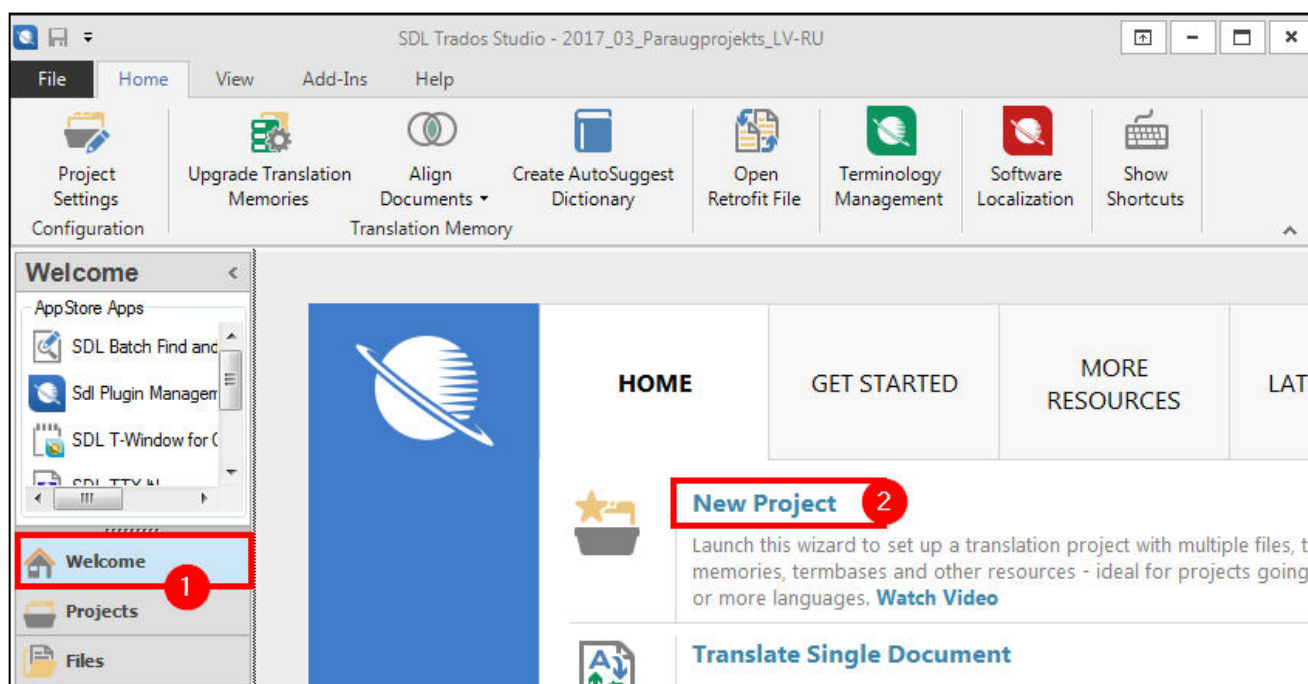 SDL Trados Studio - 2017_03_Paraugprojekts_LV-RU
File Home View Add-Ins Help
Project Settings
Upgrade Translation Memories
Align Documents
Create AutoSuggest Dictionary
Open Retrofit File
Terminology Management
Software Localization
Show Shortcuts
Configuration
Translation Memory
Welcome
AppStore Apps
SDL Batch Find and
Sdl Plugin Managem
SDL T-Window for
SDL TTX
Welcome
1
Projects
Files
HOME
GET STARTED
MORE
RESOURCES
LAT
New Project 2
Launch this wizard to set up a translation project with multiple files, t
memories, termbases and other resources - ideal for projects going
or more languages. Watch Video
Translate Single Document